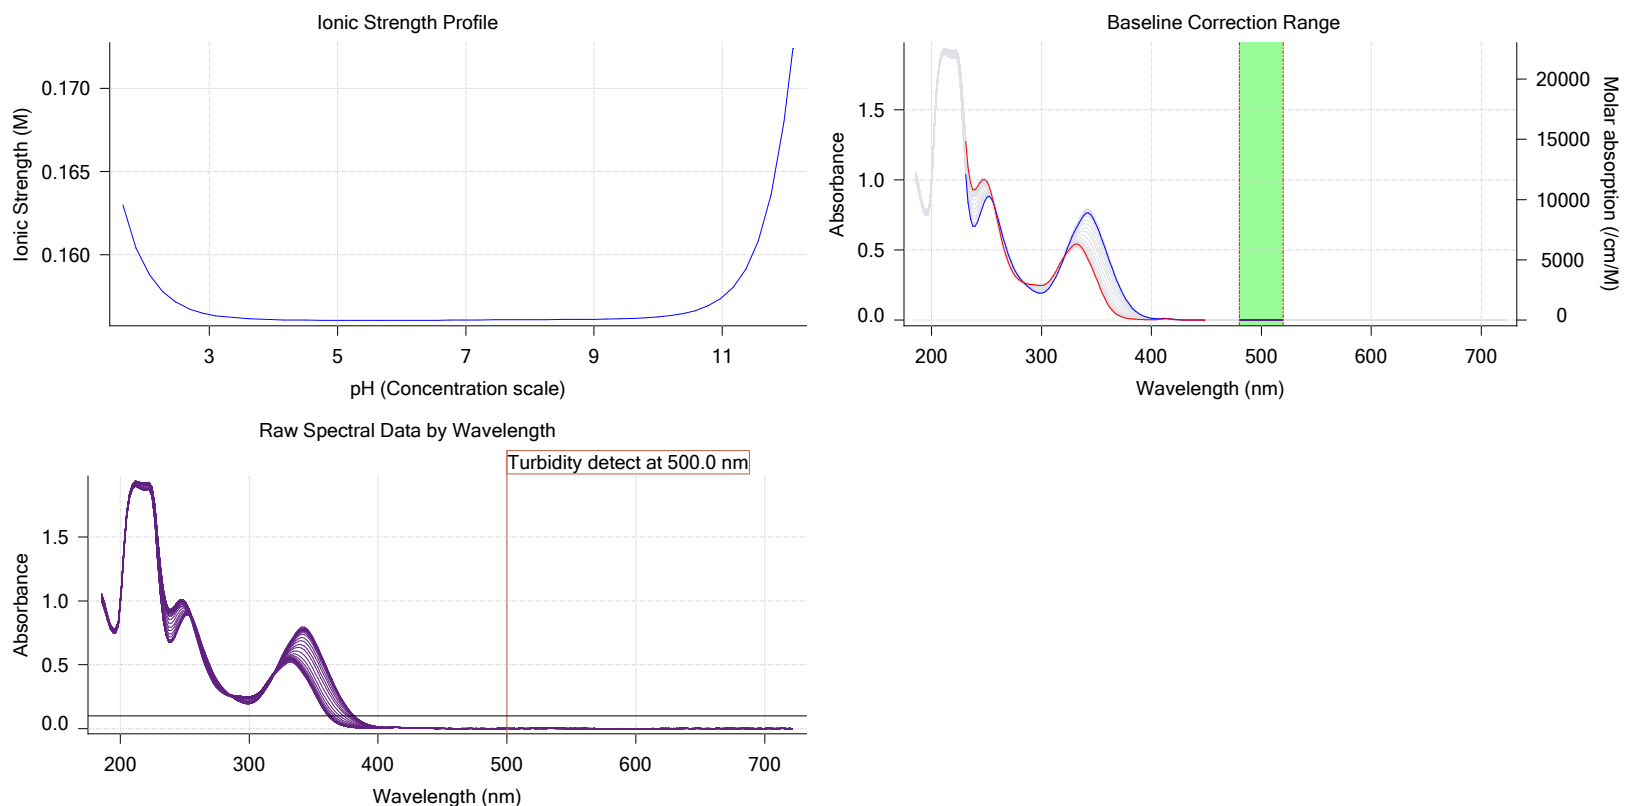 Ionic Strength Profile
0.170
0.165
0.160
Ionic Strength (M)
3 5 7 9 11
pH (Concentration scale)
Baseline Correction Range
1.5
1.0
0.5
0.0
Absorbance
20000
15000
10000
5000
0
Molar absorption (/cm/M)
200 300 400 500 600 700
Wavelength (nm)
Raw Spectral Data by Wavelength
Turbidity detect at 500.0 nm
1.5
1.0
0.5
0.0
Absorbance
200 300 400 500 600 700
Wavelength (nm)